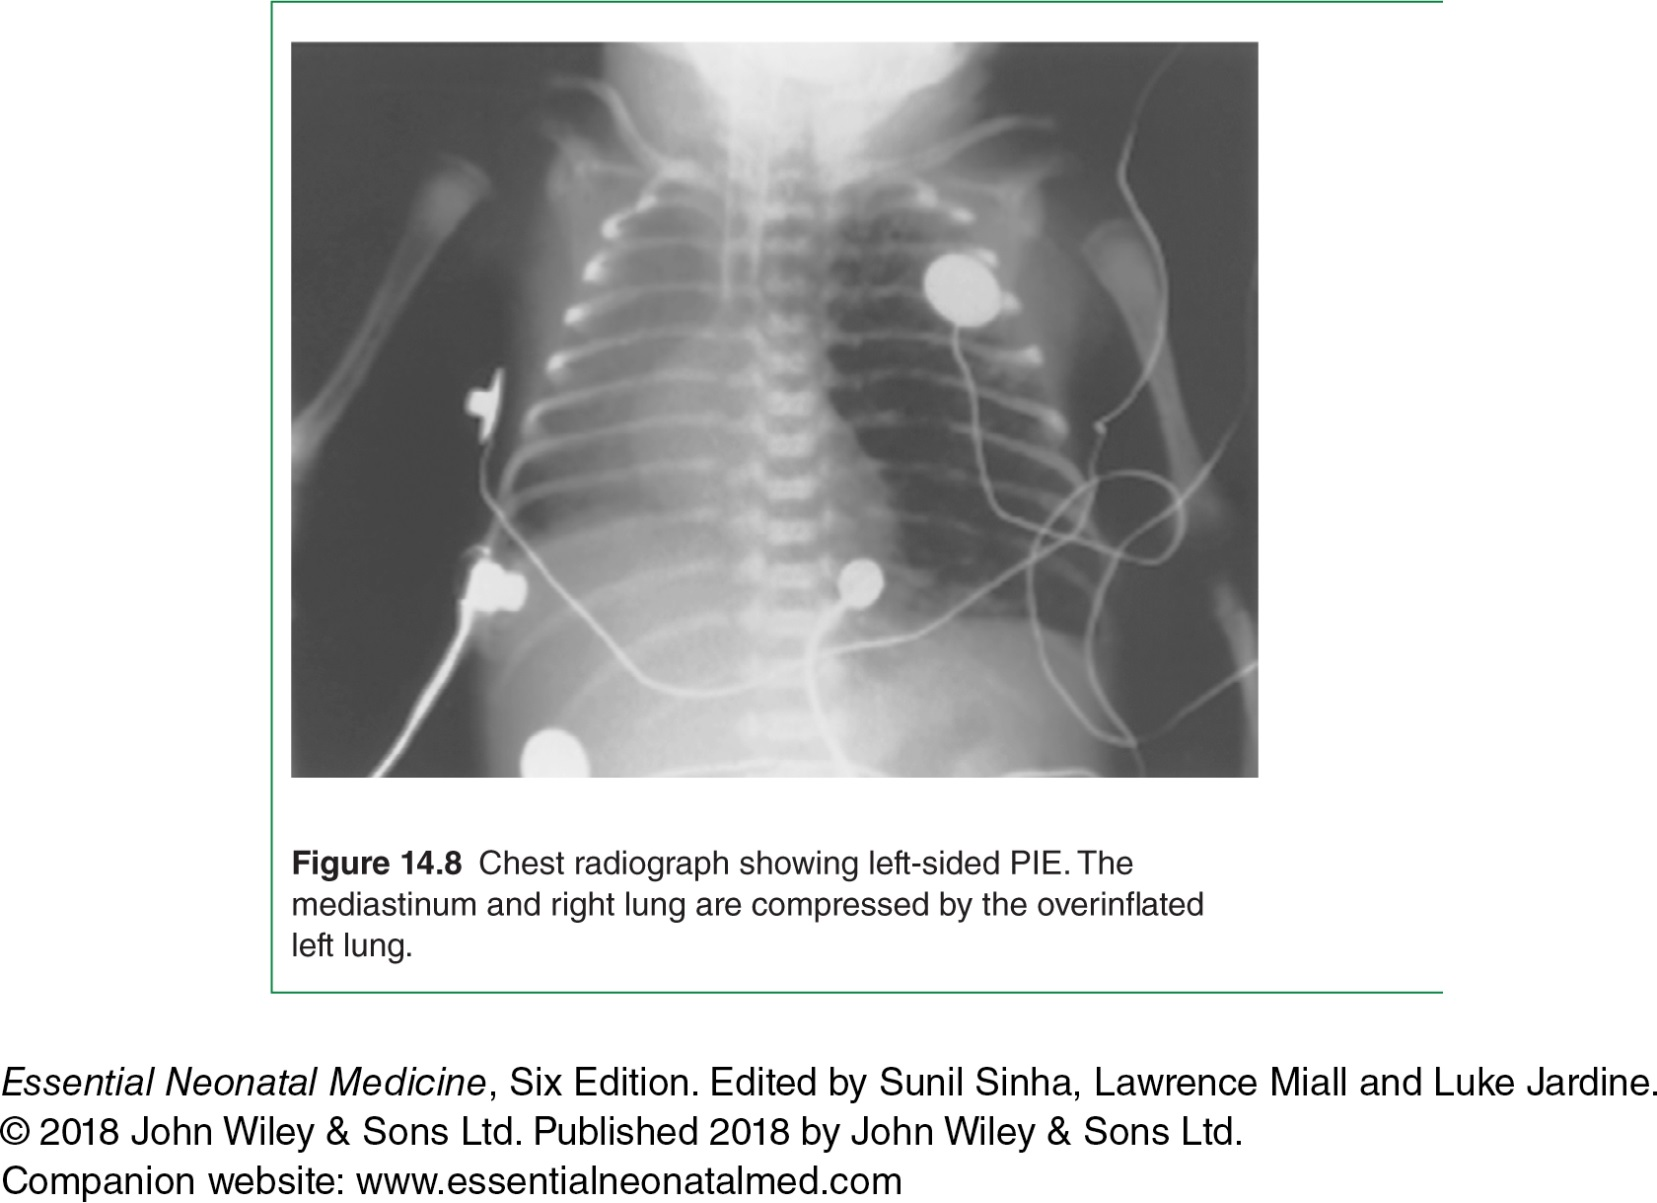 Figure 14.8 Chest radiograph showing left-sided PIE. The
mediastinum and right lung are compressed by the overinflated
left lung.
Essential Neonatal Medicine, Six Edition. Edited by Sunil Sinha, Lawrence Miall and Luke Jardine.
© 2018 John Wiley & Sons Ltd. Published 2018 by John Wiley & Sons Ltd.
Companion website: www.essentialneonatalmed.com